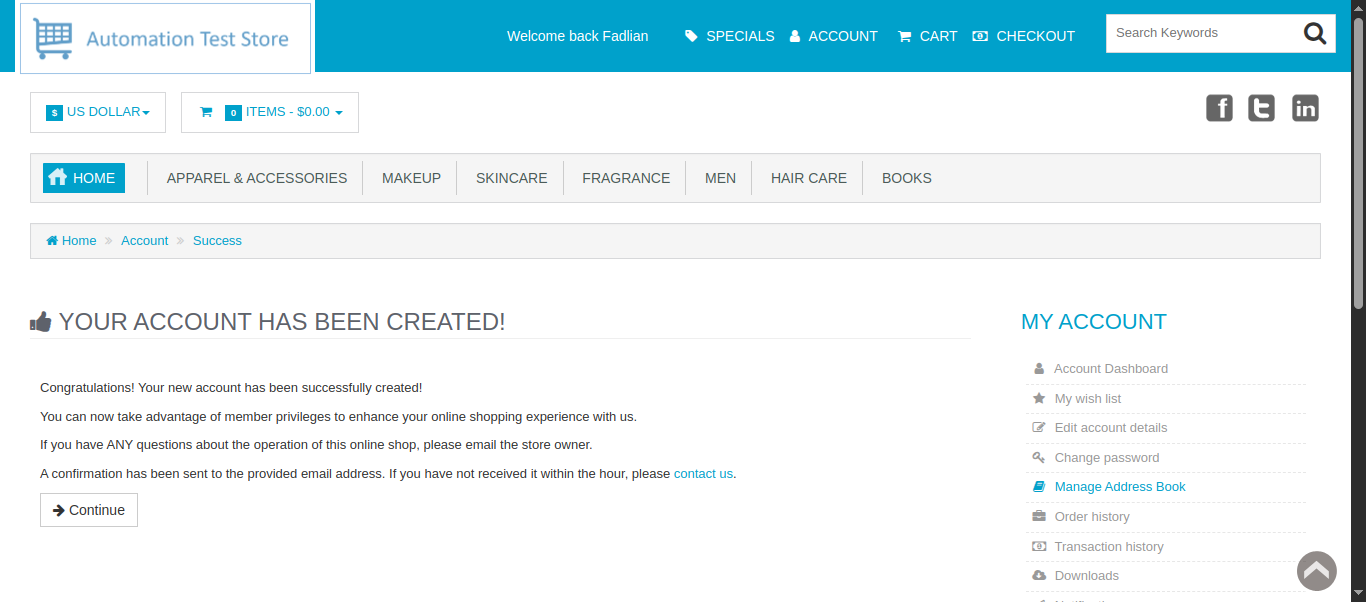 Automation Test Store
Welcome back Fadlian
SPECIALS
ACCOUNT
CART
CHECKOUT
Search Keywords
$ US DOLLAR
0 ITEMS - $0.00
f
t
in
HOME
APPAREL & ACCESSORIES
MAKEUP
SKINCARE
FRAGRANCE
MEN
HAIR CARE
BOOKS
Home » Account » Success
YOUR ACCOUNT HAS BEEN CREATED!
Congratulations! Your new account has been successfully created!
You can now take advantage of member privileges to enhance your online shopping experience with us.
If you have ANY questions about the operation of this online shop, please email the store owner.
A confirmation has been sent to the provided email address. If you have not received it within the hour, please contact us.
Continue
MY ACCOUNT
Account Dashboard
My wish list
Edit account details
Change password
Manage Address Book
Order history
Transaction history
Downloads